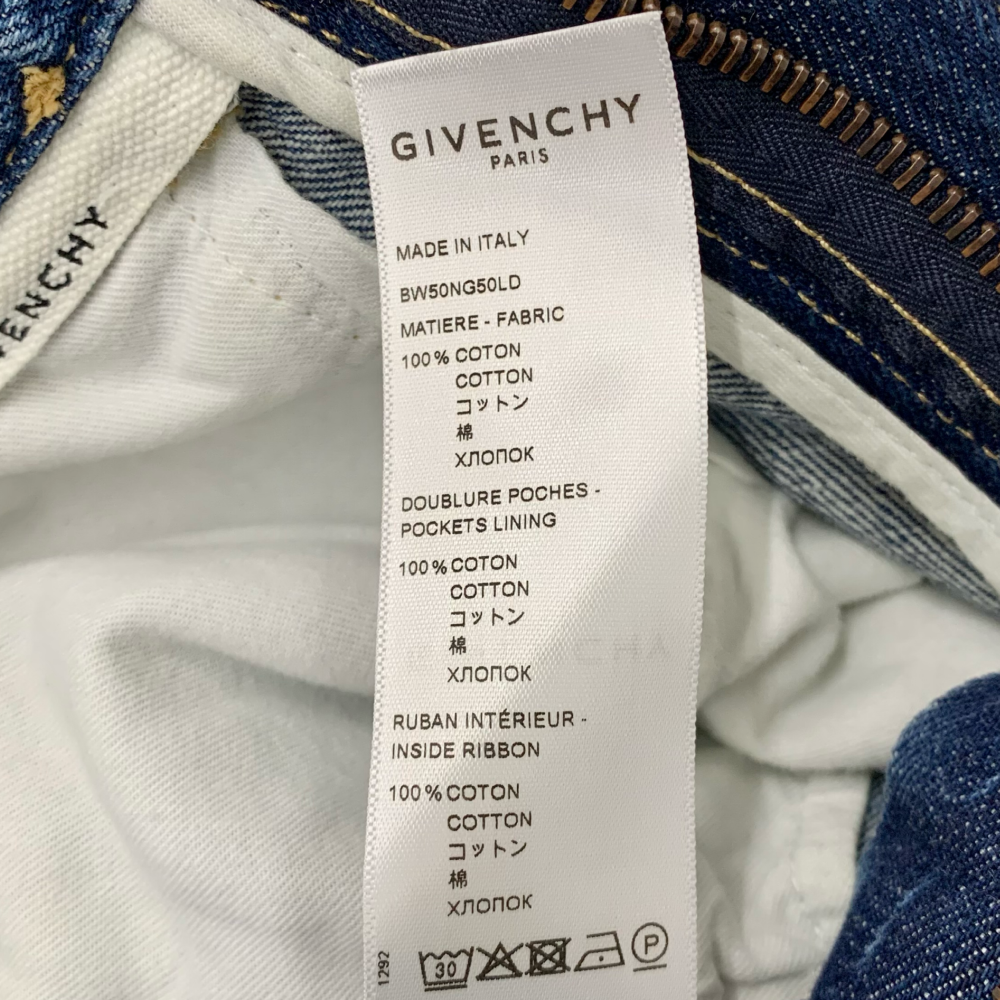 GIVENCHY
PARIS
MADE IN ITALY
BW50NG50LD
MATIERE - FABRIC
100% COTON
COTTON
コットン
棉
ХЛОПОК
DOUBLURE POCHES -
POCKETS LINING
100% COTON
COTTON
コットン
棉
ХЛОПОК
RUBAN INTÉRIEUR -
INSIDE RIBBON
100% COTON
COTTON
コットン
棉
ХЛОПОК
1292
30
P
ENCHY